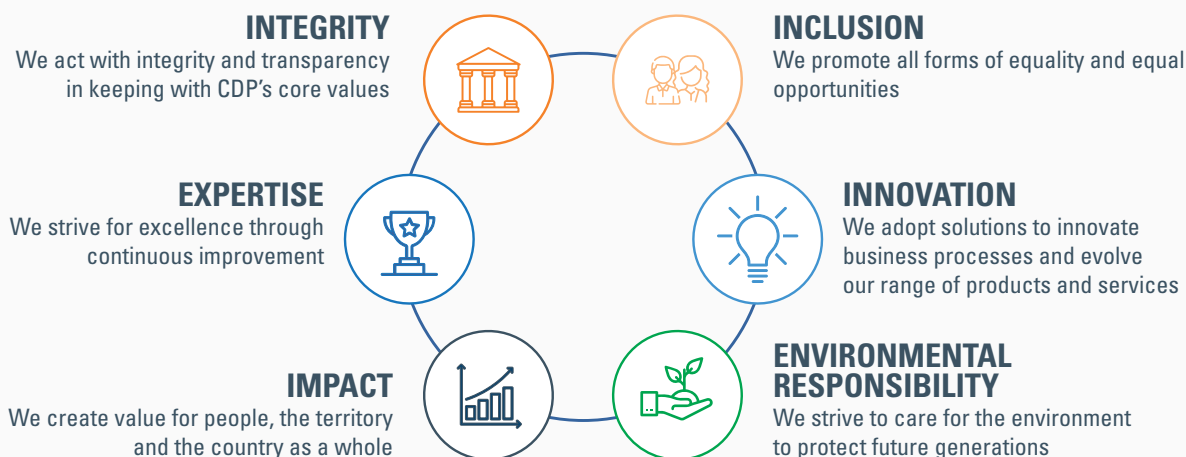 INTEGRITY
We act with integrity and transparency
in keeping with CDP's core values
INCLUSION
We promote all forms of equality and equal
opportunities
EXPERTISE
We strive for excellence through
continuous improvement
INNOVATION
We adopt solutions to innovate
business processes and evolve
our range of products and services
IMPACT
We create value for people, the territory
and the country as a whole
ENVIRONMENTAL
RESPONSIBILITY
We strive to care for the environment
to protect future generations